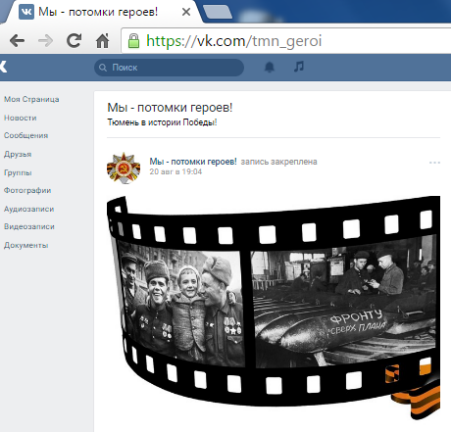 Мы - потомки героев!
https://vk.com/tmn_geroi
Поиск
Моя Страница
Новости
Сообщения
Друзья
Группы
Фотографии
Аудиозаписи
Видеозаписи
Документы
Мы - потомки героев!
Тюмень в истории Победы!
Мы - потомки героев! запись закреплена
20 авг в 19:04
ФРОНТУ
СВЕРХ ПЛАНА